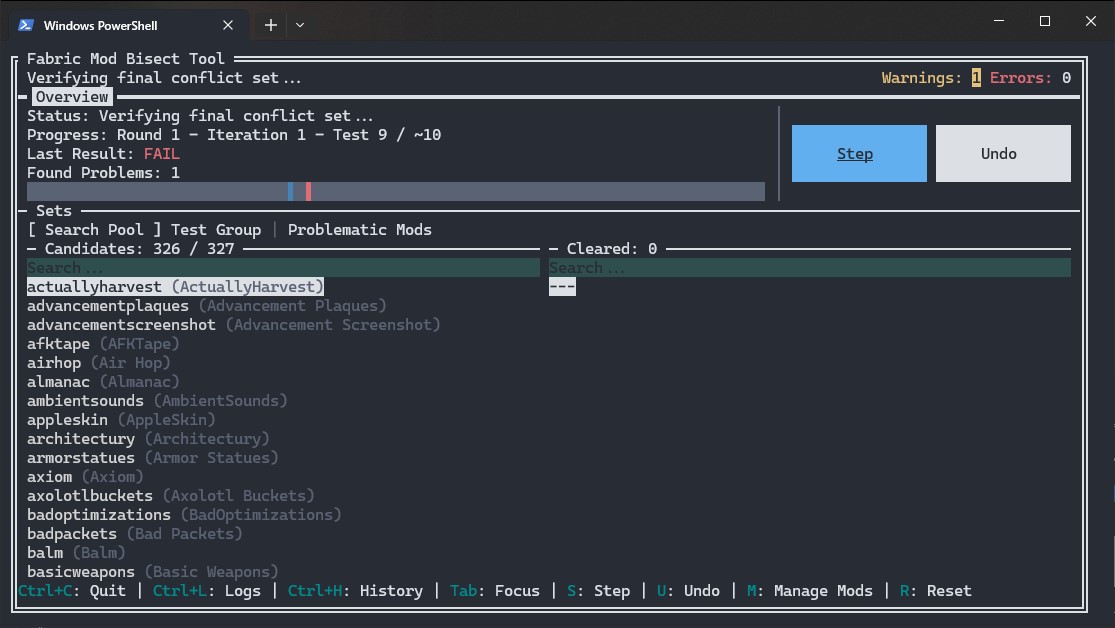 Windows PowerShell
Fabric Mod Bisect Tool
Verifying final conflict set... Warnings: 1 Errors: 0
Overview
Status: Verifying final conflict set...
Progress: Round 1 - Iteration 1 - Test 9 / ~10
Last Result: FAIL
Found Problems: 1
Step Undo
Sets
[ Search Pool ] Test Group | Problematic Mods
Candidates: 326 / 327 Cleared: 0
Search... Search...
actuallyharvest (ActuallyHarvest) ---
advancementplaques (Advancement Plaques)
advancementscreenshot (Advancement Screenshot)
afktape (AFKTape)
airhop (Air Hop)
almanac (Almanac)
ambientsounds (AmbientSounds)
appleskin (AppleSkin)
architectury (Architectury)
armorstatues (Armor Statues)
axiom (Axiom)
axolotlbuckets (Axolotl Buckets)
badoptimizations (BadOptimizations)
badpackets (Bad Packets)
balm (Balm)
basicweapons (Basic Weapons)
Ctrl+C: Quit | Ctrl+L: Logs | Ctrl+H: History | Tab: Focus | S: Step | U: Undo | M: Manage Mods | R: Reset